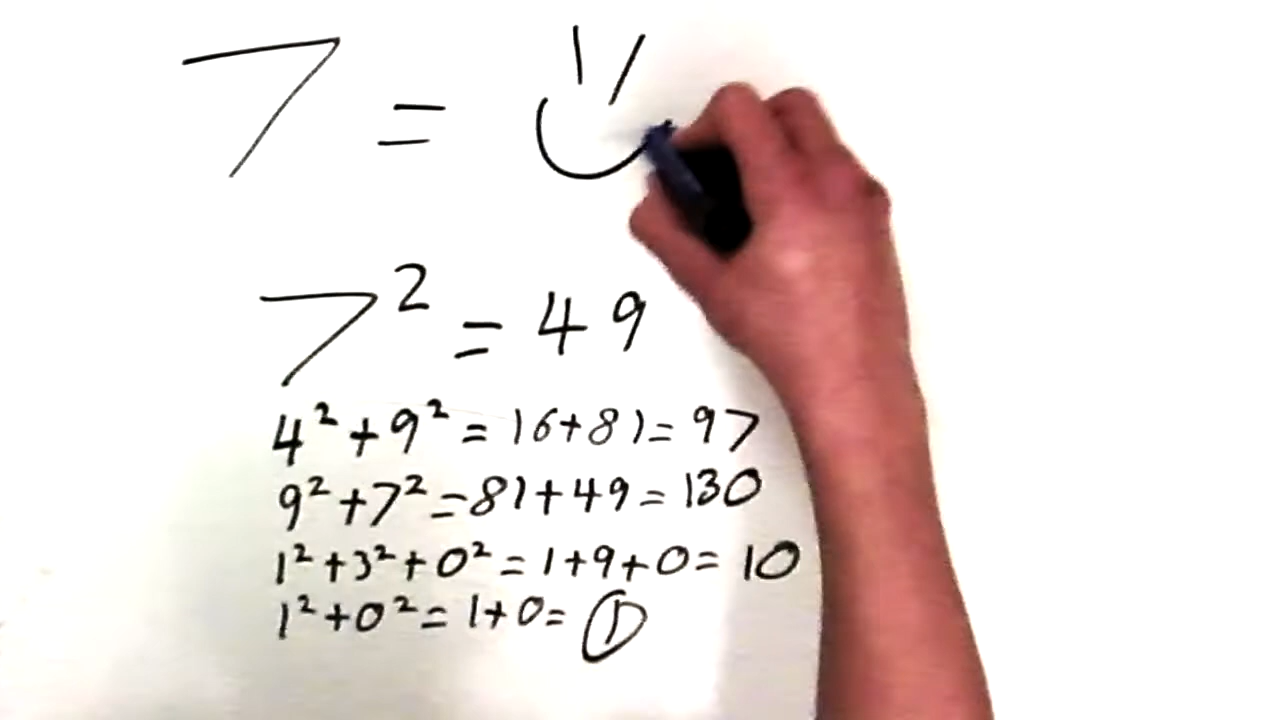 7 =
7² = 49
4² + 9² = 16 + 81 = 97
9² + 7² = 81 + 49 = 130
1² + 3² + 0² = 1 + 9 + 0 = 10
1² + 0² = 1 + 0 = 1